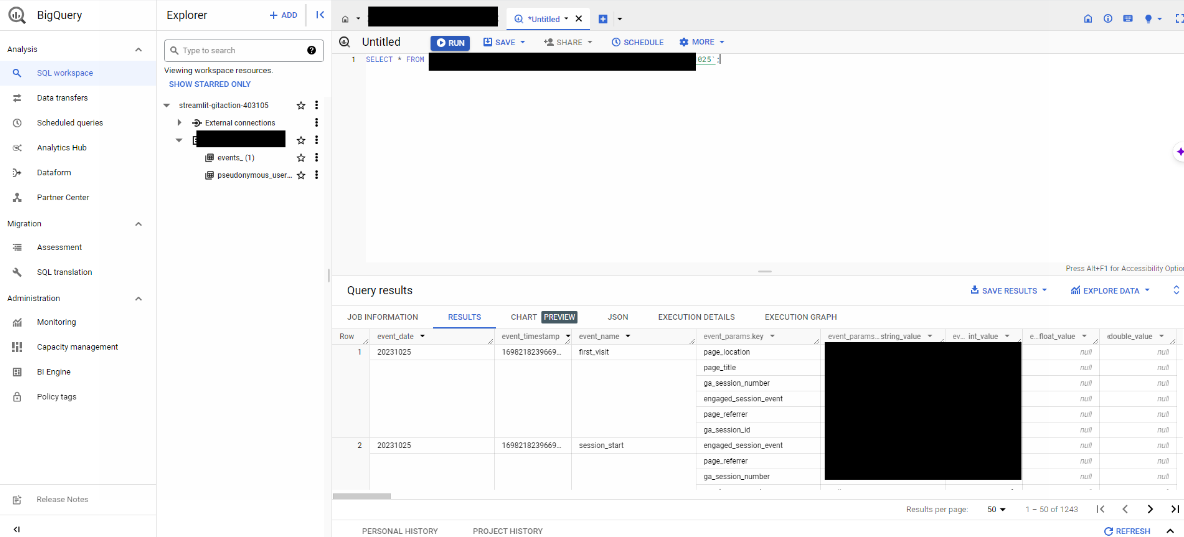 BigQuery
Explorer
+ ADD
*Untitled
Untitled
RUN
SAVE
SHARE
SCHEDULE
MORE
Analysis
SQL workspace
Data transfers
Scheduled queries
Analytics Hub
Dataform
Partner Center
Migration
Assessment
SQL translation
Administration
Monitoring
Capacity management
BI Engine
Policy tags
Release Notes
Type to search
Viewing workspace resources.
SHOW STARRED ONLY
streamlit-gitaction-403105
External connections
events_ (1)
pseudonymous_user...
1 SELECT * FROM 025`;
Press Alt+F1 for Accessibility Optio
Query results
SAVE RESULTS
EXPLORE DATA
JOB INFORMATION RESULTS CHART PREVIEW JSON EXECUTION DETAILS EXECUTION GRAPH
Row event_date event_timestamp event_name event_params.key event_params...string_value ev... int_value e...float_value double_value
1 20231025 1698218239669... first_visit page_location null null
page_title null null
ga_session_number null null
engaged_session_event null null
page_referrer null null
ga_session_id null null
2 20231025 1698218239669... session_start engaged_session_event null null
page_referrer null null
ga_session_number null null
Results per page: 50 1 – 50 of 1243
PERSONAL HISTORY PROJECT HISTORY REFRESH